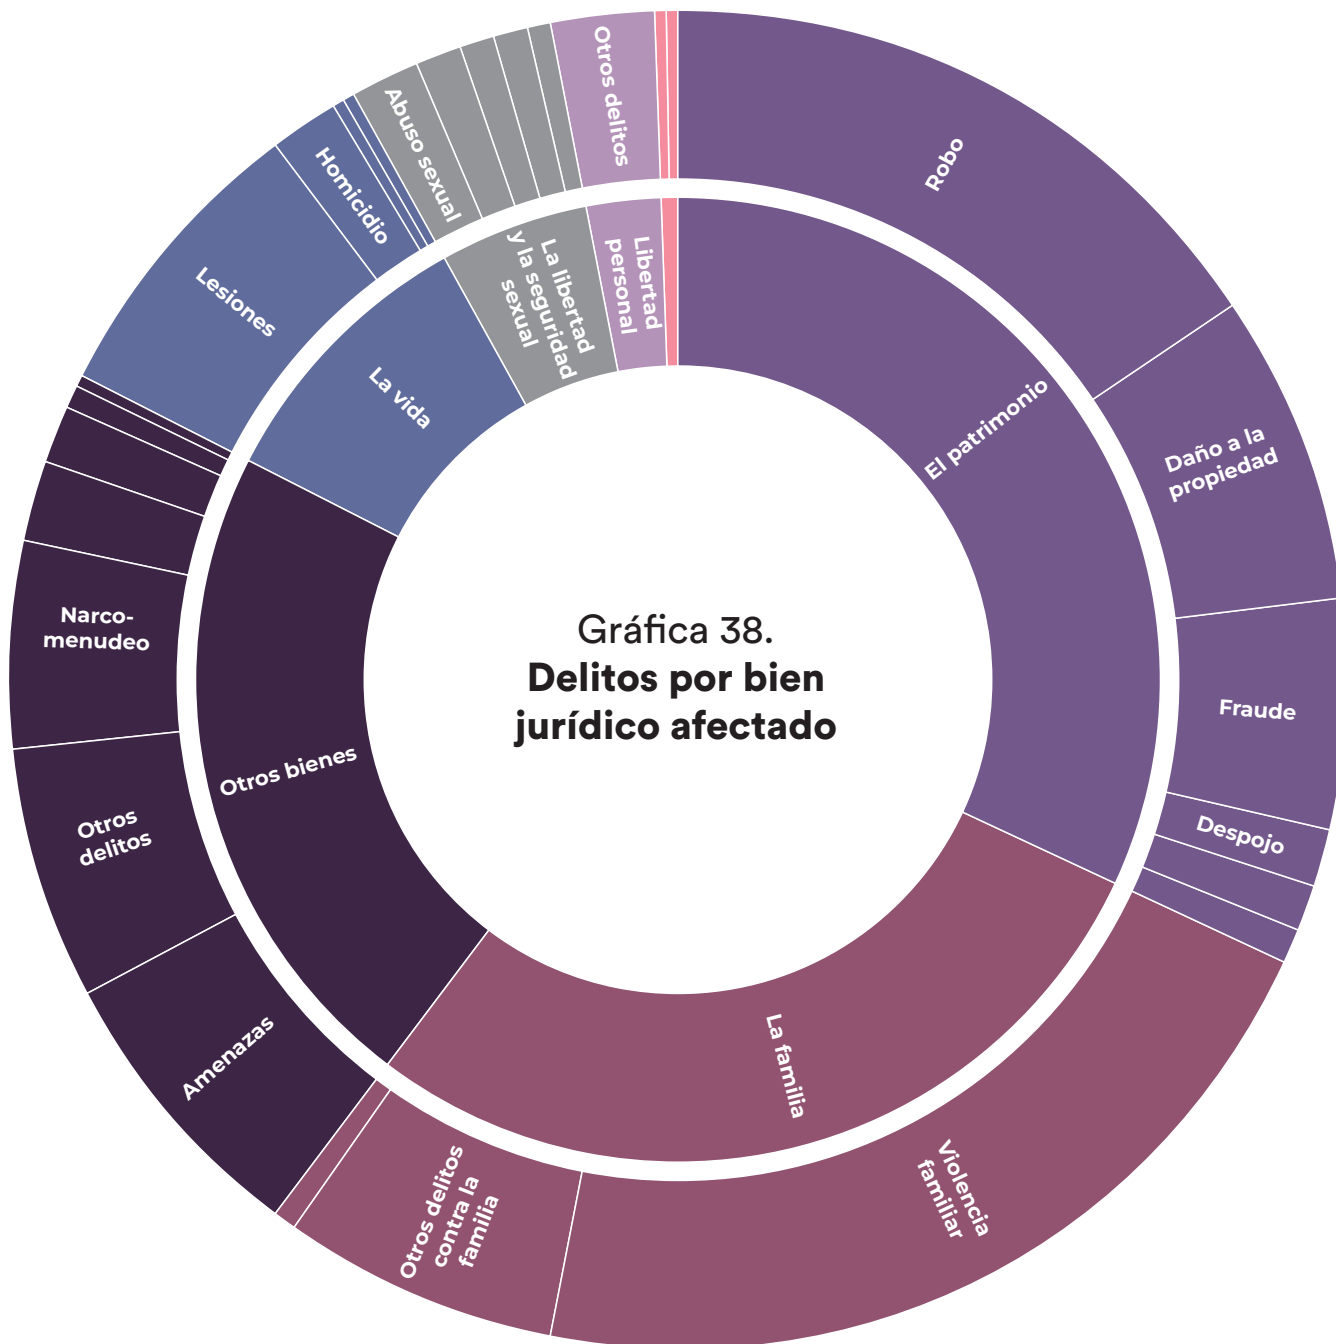 Gráfica 38.
Delitos por bien
jurídico afectado
Robo
Daño a la
propiedad
Fraude
Despojo
Violencia
familiar
Otros delitos
contra la
familia
Amenazas
Otros
delitos
Narco-
menudeo
Lesiones
Homicidio
Abuso sexual
Otros delitos
El patrimonio
La familia
Otros bienes
La vida
La libertad
y la seguridad
sexual
Libertad
personal